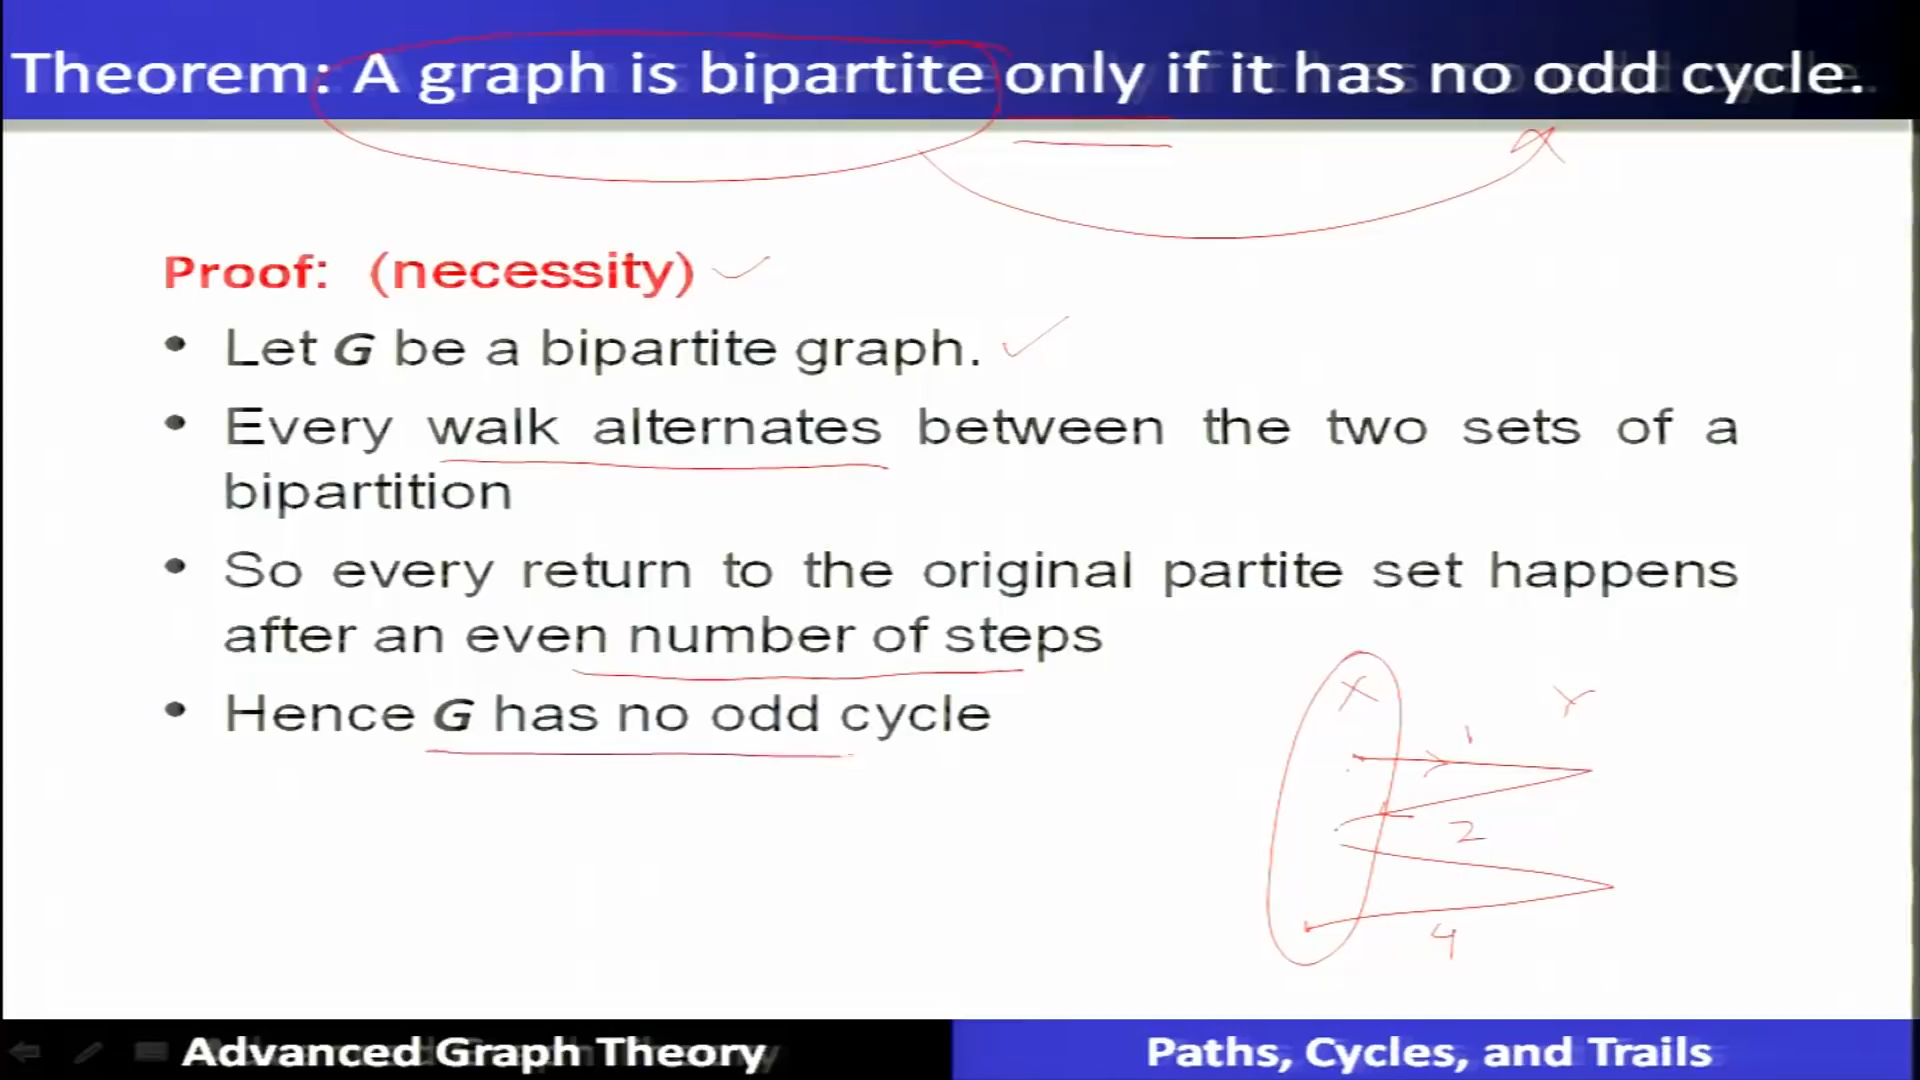 Theorem: A graph is bipartite only if it has no odd cycle.
Proof: (necessity)
• Let G be a bipartite graph.
• Every walk alternates between the two sets of a
bipartition
• So every return to the original partite set happens
after an even number of steps
• Hence G has no odd cycle
X Y
1
2
4
Advanced Graph Theory
Paths, Cycles, and Trails